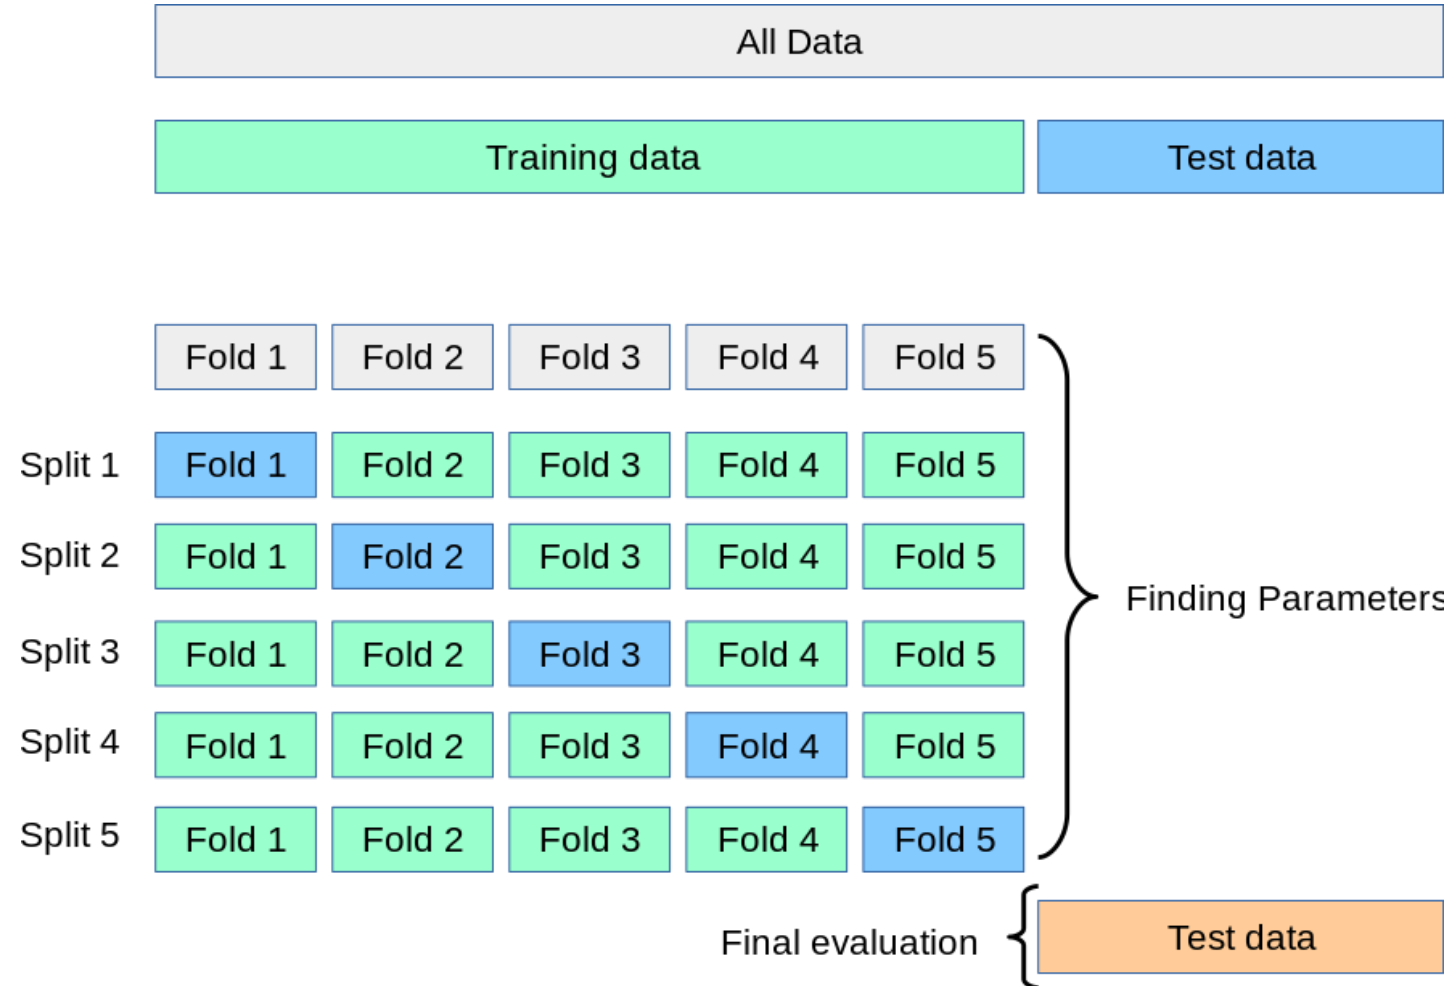 All Data
Training data Test data
Fold 1 Fold 2 Fold 3 Fold 4 Fold 5
Split 1 Fold 1 Fold 2 Fold 3 Fold 4 Fold 5
Split 2 Fold 1 Fold 2 Fold 3 Fold 4 Fold 5
Finding Parameters
Split 3 Fold 1 Fold 2 Fold 3 Fold 4 Fold 5
Split 4 Fold 1 Fold 2 Fold 3 Fold 4 Fold 5
Split 5 Fold 1 Fold 2 Fold 3 Fold 4 Fold 5
Final evaluation Test data